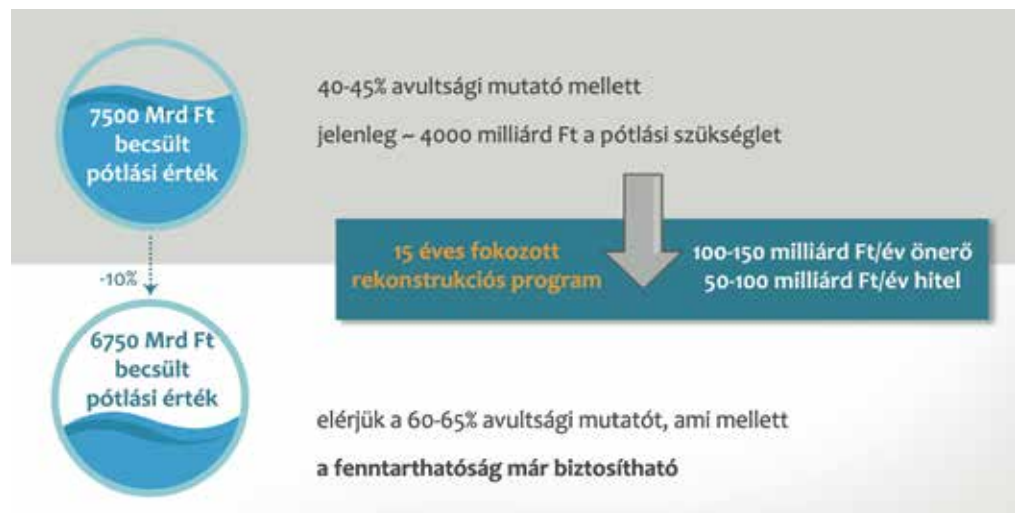 7500 Mrd Ft
becsült
pótlási érték
40-45% avultsági mutató mellett
jelenleg ~ 4000 milliárd Ft a pótlási szükséglet
15 éves fokozott
rekonstrukciós program
100-150 milliárd Ft/év önerő
50-100 milliárd Ft/év hitel
-10%
6750 Mrd Ft
becsült
pótlási érték
elérjük a 60-65% avultsági mutatót, ami mellett
a fenntarthatóság már biztosítható